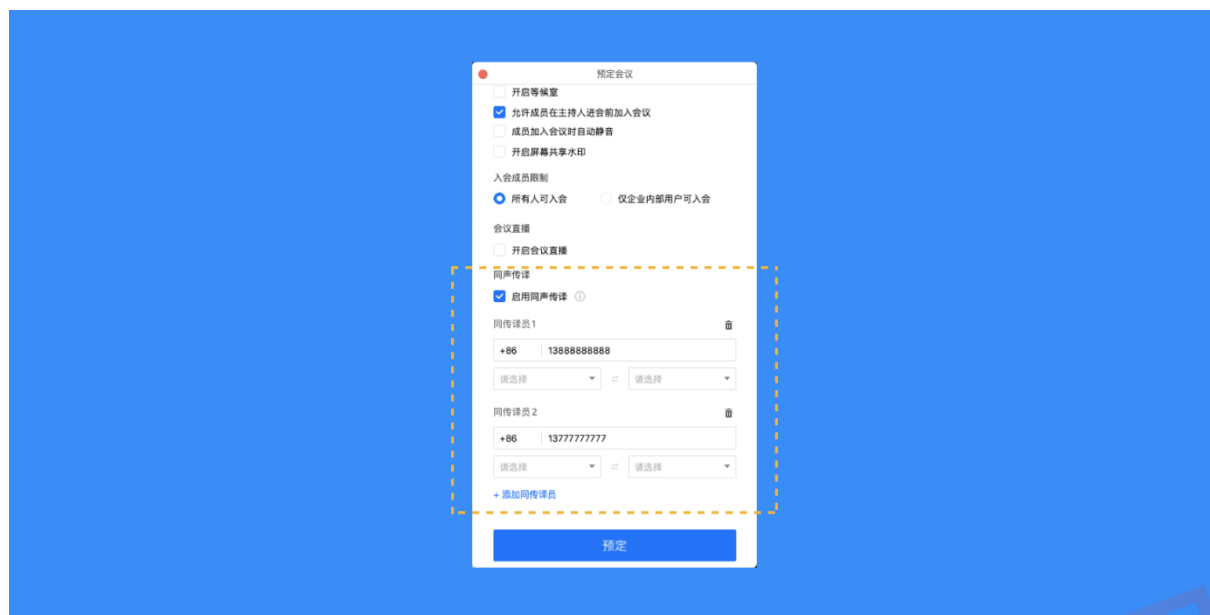 预定会议
开启等候室
允许成员在主持人进会前加入会议
成员加入会议时自动静音
开启屏幕共享水印
入会成员限制
所有人可入会 仅企业内部用户可入会
会议直播
开启会议直播
同声传译
启用同声传译
同传译员1
+86 13888888888
请选择 请选择
同传译员2
+86 13777777777
请选择 请选择
+ 添加同传译员
预定